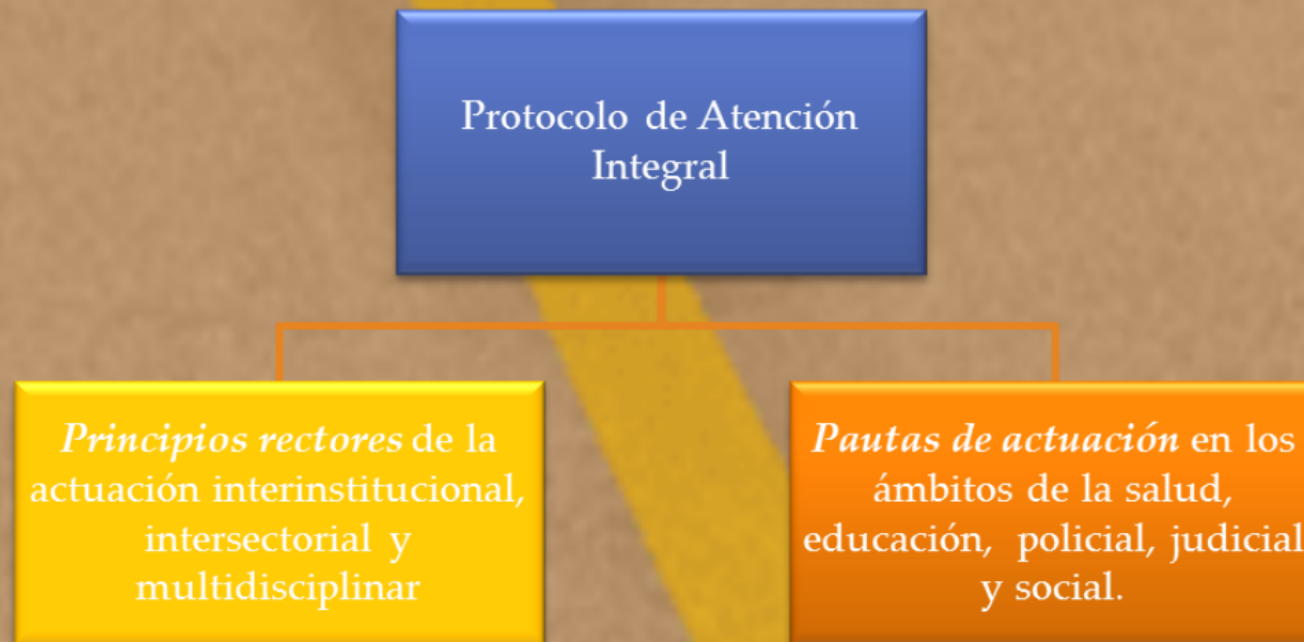 Protocolo de Atención
Integral
Principios rectores de la
actuación interinstitucional,
intersectorial y
multidisciplinar
Pautas de actuación en los
ámbitos de la salud,
educación, policial, judicial
y social.